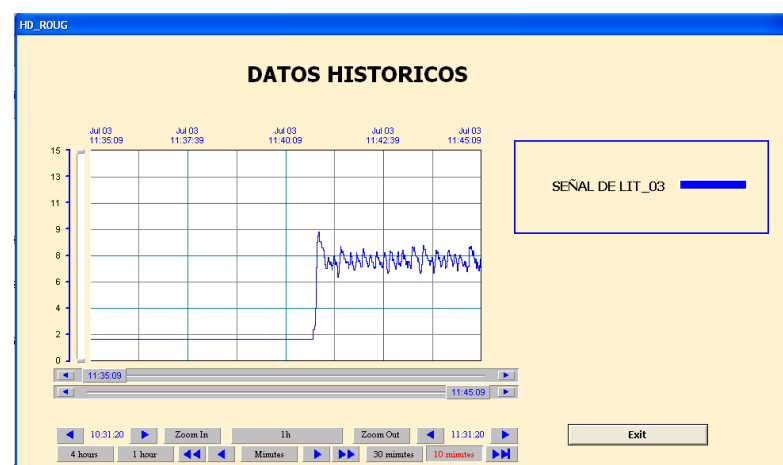 HD_ROUG
DATOS HISTORICOS
Jul 03 Jul 03 Jul 03 Jul 03 Jul 03
11:35:09 11:37:39 11:40:09 11:42:39 11:45:09
15
13
11
9
8
6
4
2
0
SEÑAL DE LIT_03
11:35:09
11:45:09
10:31:20 Zoom In 1h Zoom Out 11:31:20
4 hours 1 hour Minutes 30 minutes 10 minutes
Exit